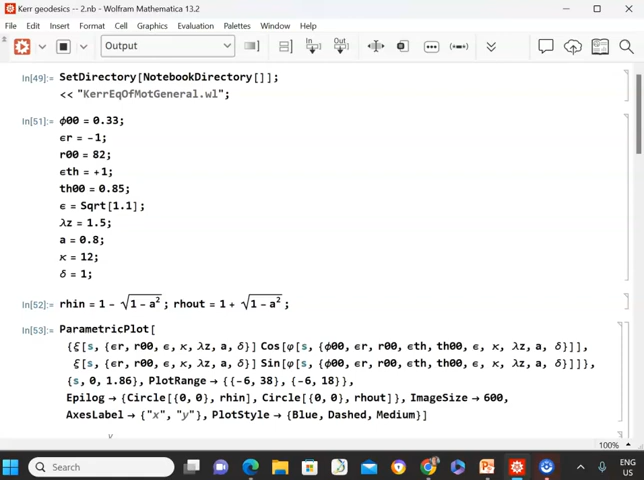 Kerr geodesics -- 2.nb - Wolfram Mathematica 13.2
File Edit Insert Format Cell Graphics Evaluation Palettes Window Help
Output
In[49]:= SetDirectory[NotebookDirectory[]];
<< "KerrEqOfMotGeneral.wl";
In[51]:= ϕ00 = 0.33;
ϵr = -1;
r00 = 82;
ϵth = +1;
th00 = 0.85;
ϵ = Sqrt[1.1];
λz = 1.5;
a = 0.8;
κ = 12;
δ = 1;
In[52]:= rhin = 1 - √(1 - a²); rhout = 1 + √(1 - a²);
In[53]:= ParametricPlot[
{ξ[s, {ϵr, r00, ϵ, κ, λz, a, δ}] Cos[φ[s, {ϕ00, ϵr, r00, ϵth, th00, ϵ, κ, λz, a, δ}]],
ξ[s, {ϵr, r00, ϵ, κ, λz, a, δ}] Sin[φ[s, {ϕ00, ϵr, r00, ϵth, th00, ϵ, κ, λz, a, δ}]]},
{s, 0, 1.86}, PlotRange → {{-6, 38}, {-6, 18}},
Epilog → {Circle[{0, 0}, rhin], Circle[{0, 0}, rhout]}, ImageSize → 600,
AxesLabel → {"x", "y"}, PlotStyle → {Blue, Dashed, Medium}]
y
100%
Search
ENG
US